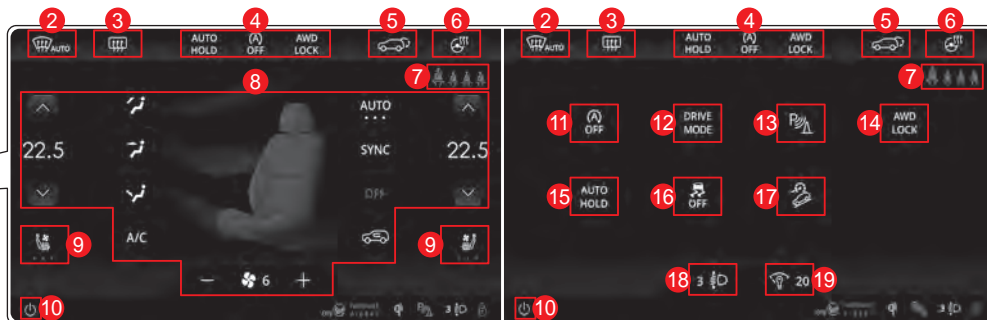 2 3 4 5 6
AUTO AUTO HOLD (A) OFF AWD LOCK
7
8
AUTO
22.5 SYNC 22.5
OFF
9 A/C 9
− 6 +
10
2 3 4 5 6
AUTO AUTO HOLD (A) OFF AWD LOCK
7
11 (A) OFF 12 DRIVE MODE 13 P 14 AWD LOCK
15 AUTO HOLD 16 OFF 17
18 3 19 20
10 3